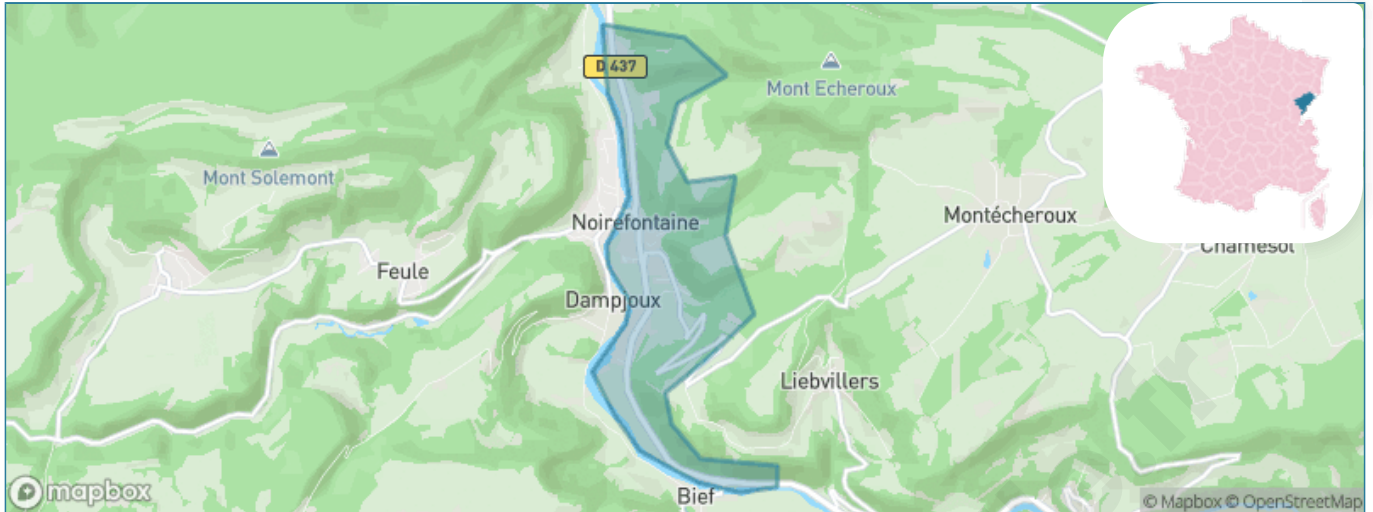 D 437
Mont Echeroux
Mont Solemont
Noirefontaine
Montécheroux
Chamesol
Feule
Dampjoux
Liebvillers
Bief
mapbox
© Mapbox © OpenStreetMap